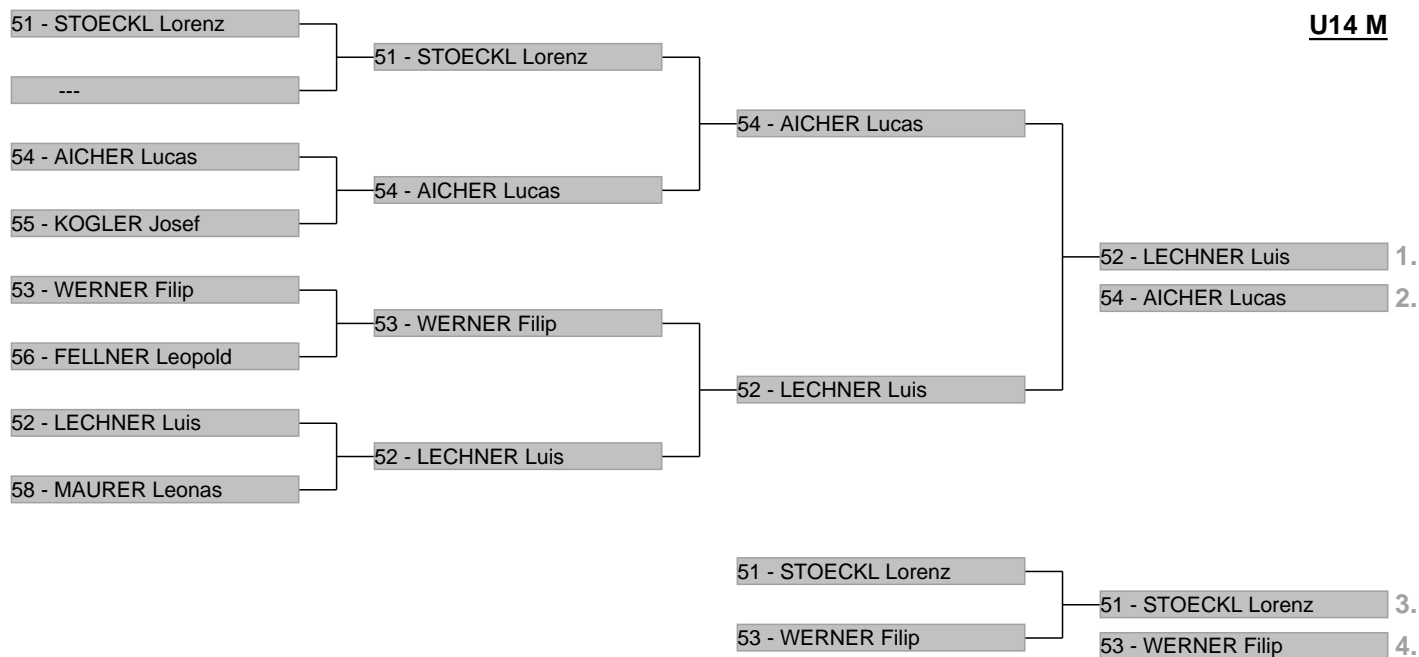 U14 M
51 - STOECKL Lorenz
---
54 - AICHER Lucas
55 - KOGLER Josef
53 - WERNER Filip
56 - FELLNER Leopold
52 - LECHNER Luis
58 - MAURER Leonas
51 - STOECKL Lorenz
54 - AICHER Lucas
53 - WERNER Filip
52 - LECHNER Luis
54 - AICHER Lucas
52 - LECHNER Luis
52 - LECHNER Luis 1.
54 - AICHER Lucas 2.
51 - STOECKL Lorenz
53 - WERNER Filip
51 - STOECKL Lorenz 3.
53 - WERNER Filip 4.